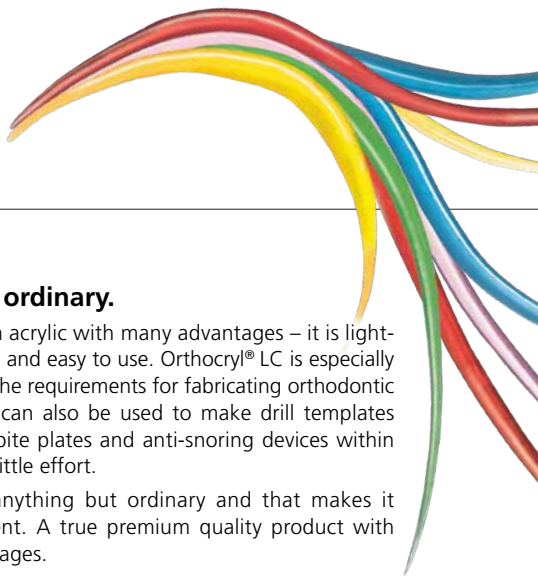 ordinary.
acrylic with many advantages – it is light-
and easy to use. Orthocryl® LC is especially
he requirements for fabricating orthodontic
can also be used to make drill templates
bite plates and anti-snoring devices within
ittle effort.
anything but ordinary and that makes it
ent. A true premium quality product with
ages.